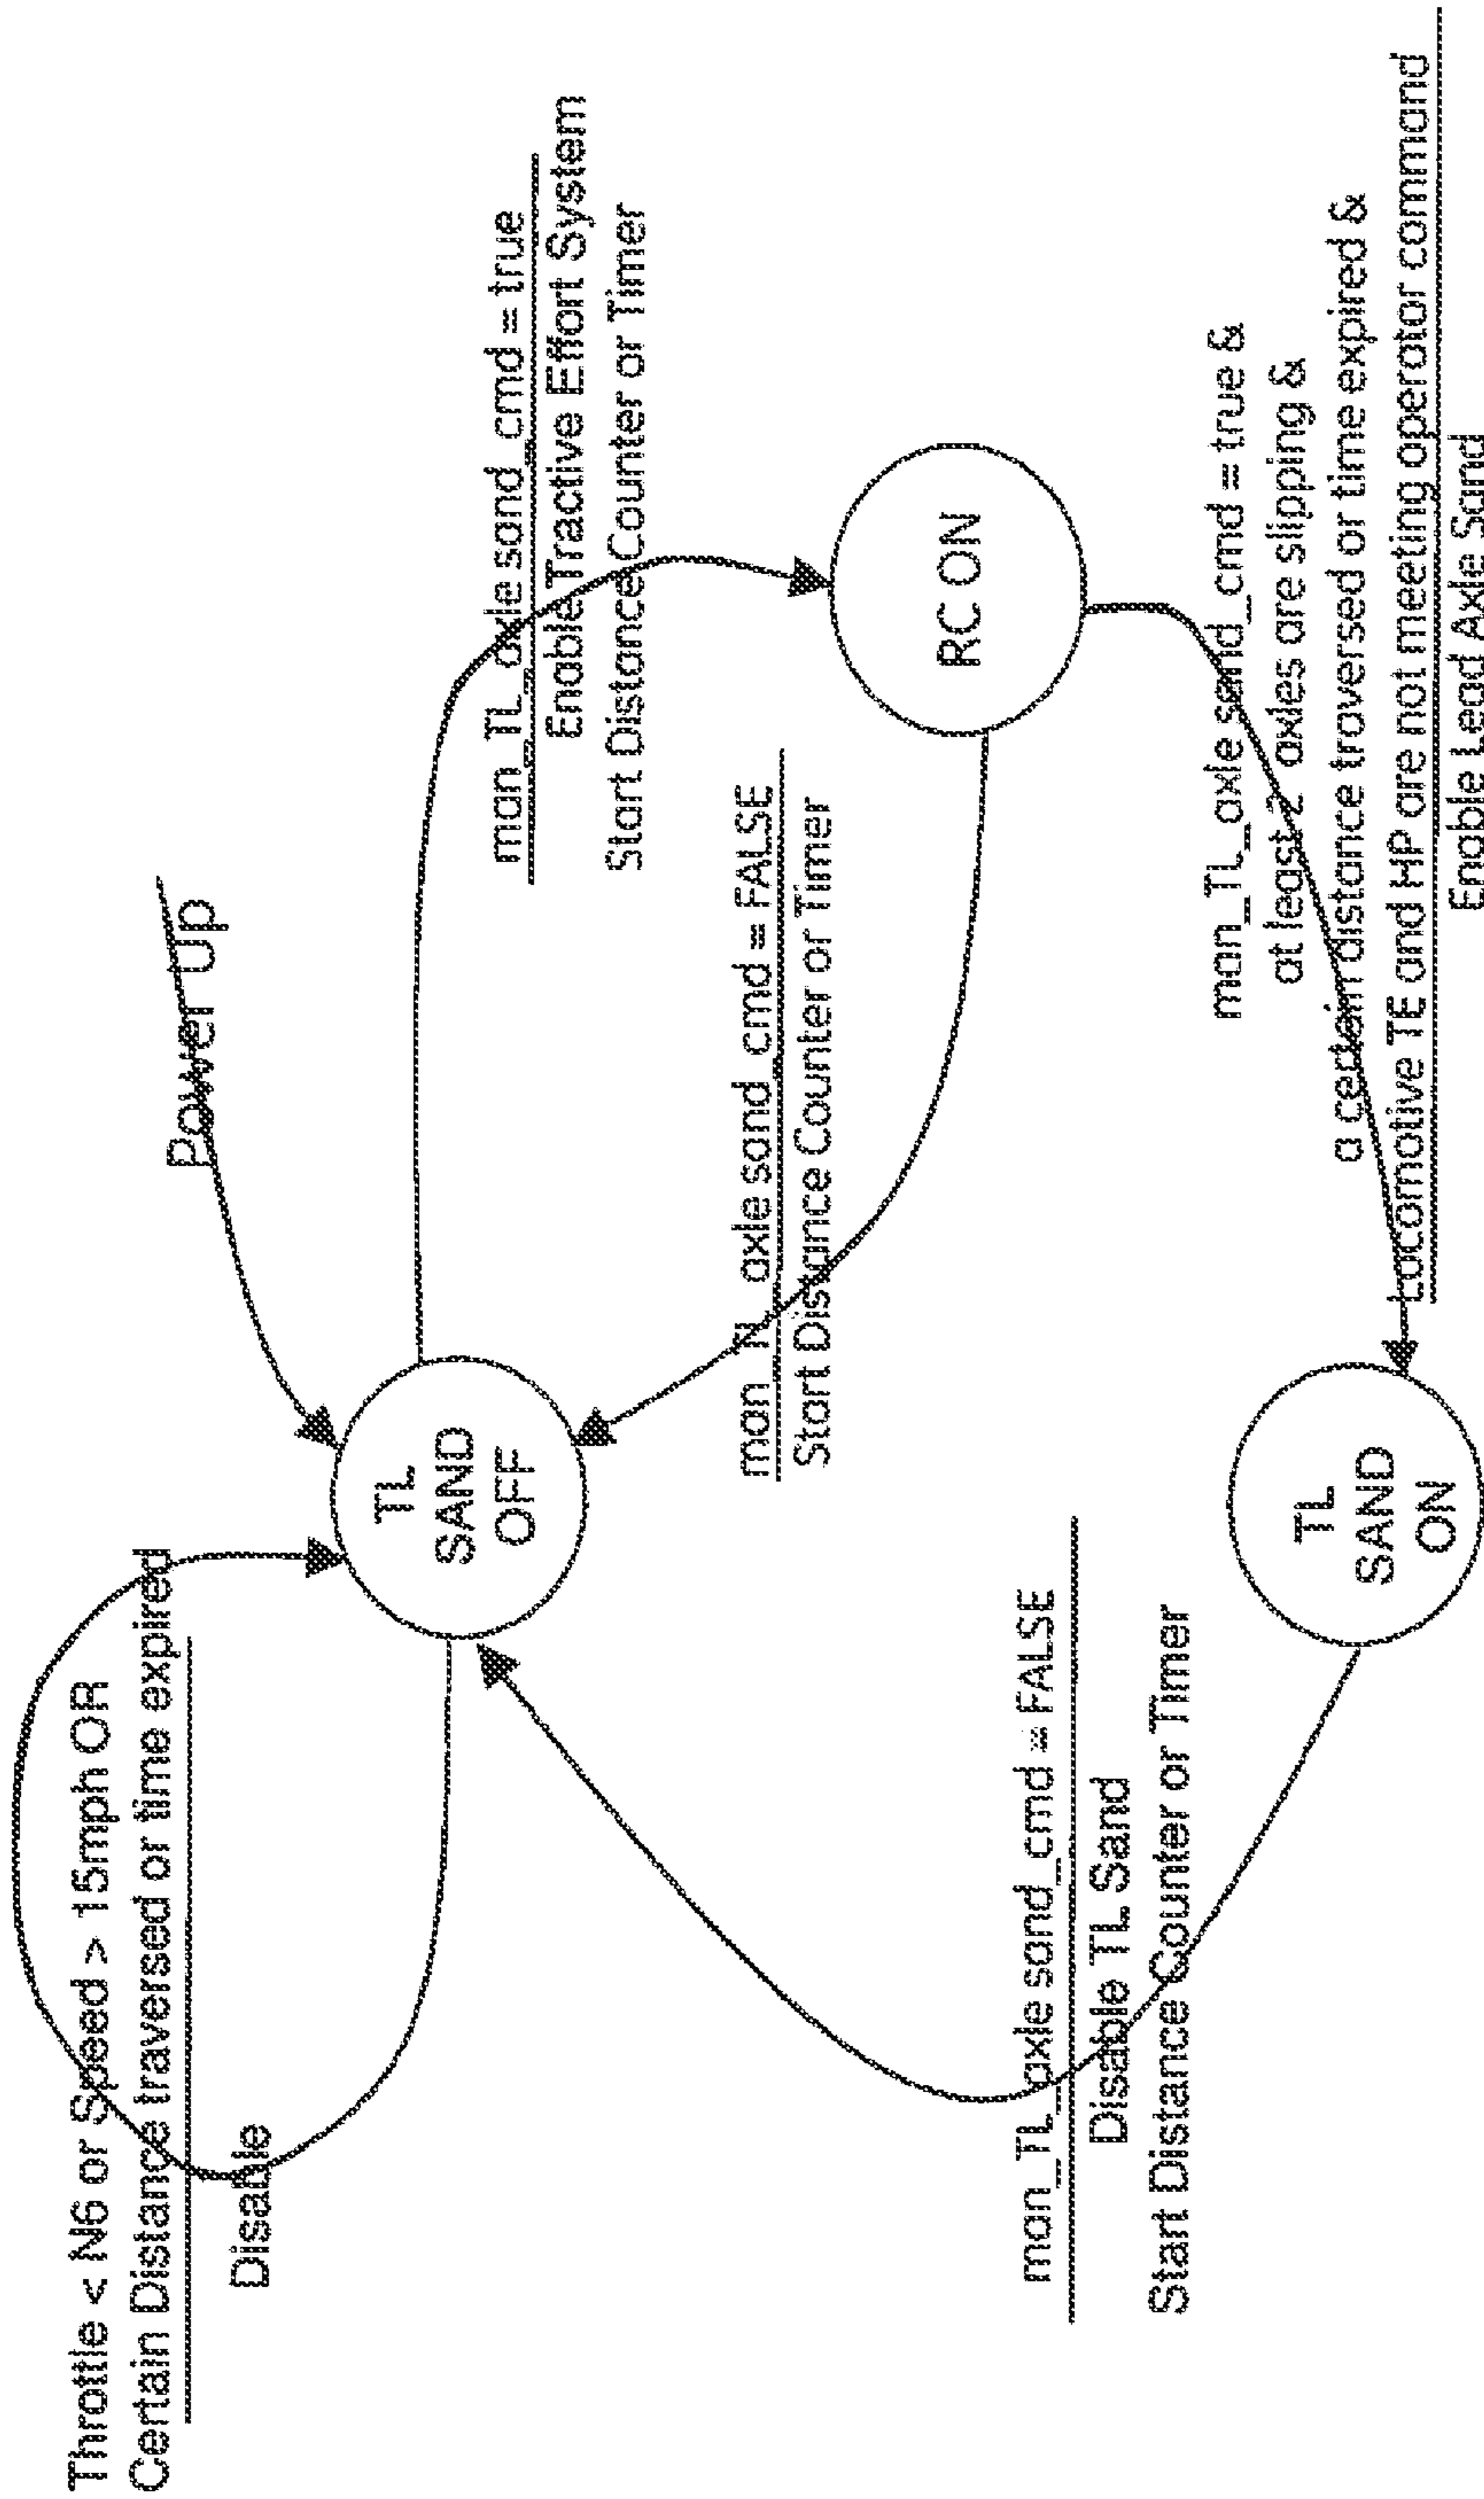 Throttle < N6 or Speed > 15mph OR
Certain Distance traversed or time expired
Disable
Power Up
TL
SAND
OFF
man_TL_axle sand_cmd = true
Enable Tractive Effort System
Start Distance Counter or Timer
man_N_ axle sand_cmd = FALSE
Start Distance Counter or Timer
RC ON
man_TL_axle sand_cmd = FALSE
Disable TL Sand
Start Distance Counter or Timer
man_TL_axle sand_cmd = true &
at least 2 axles are slipping &
a certain distance traversed or time expired &
Locomotive TE and HP are not meeting operator command
Enable Lead Axle Sand
TL
SAND
ON